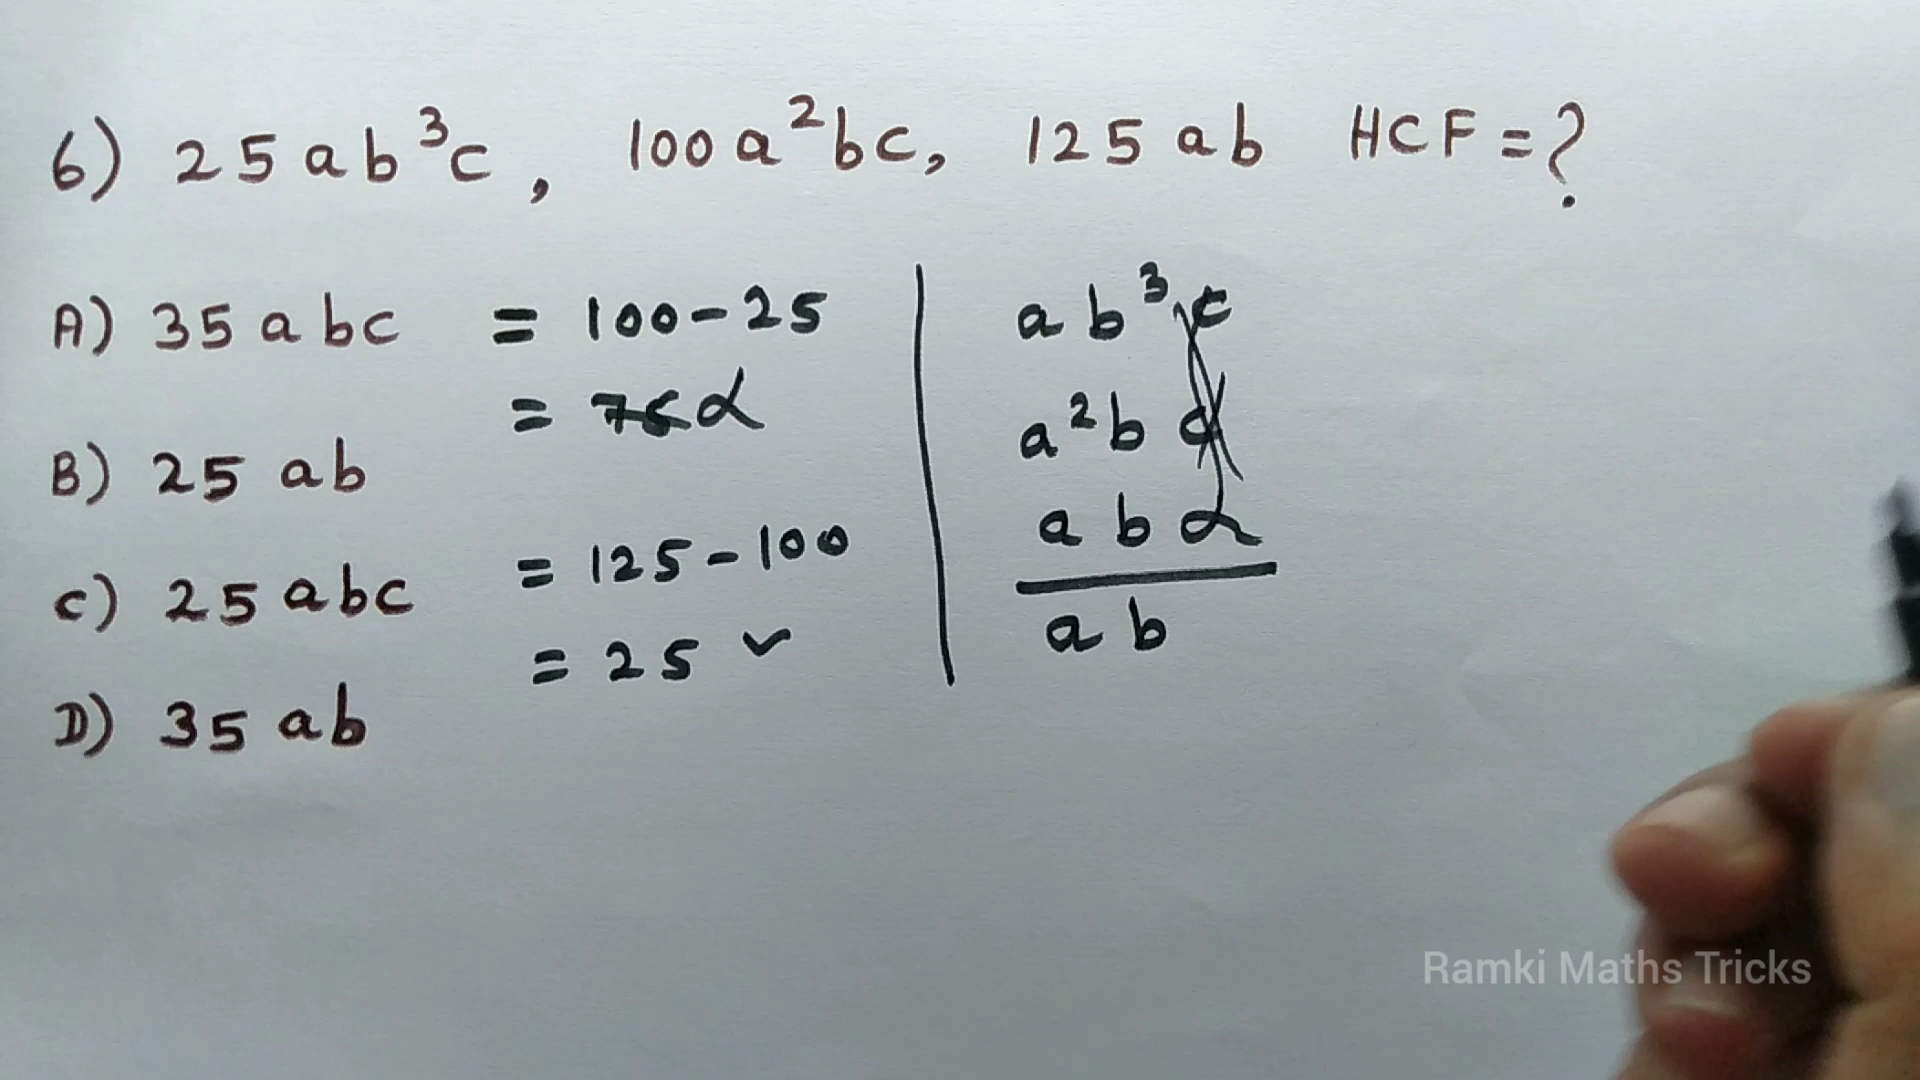 6) 25ab³c, 100a²bc, 125ab HCF=?
A) 35abc
B) 25ab
C) 25abc
D) 35ab
= 100-25
= 75
= 125-100
= 25 ✓
ab³c
a²bc
ab
ab
Ramki Maths Tricks